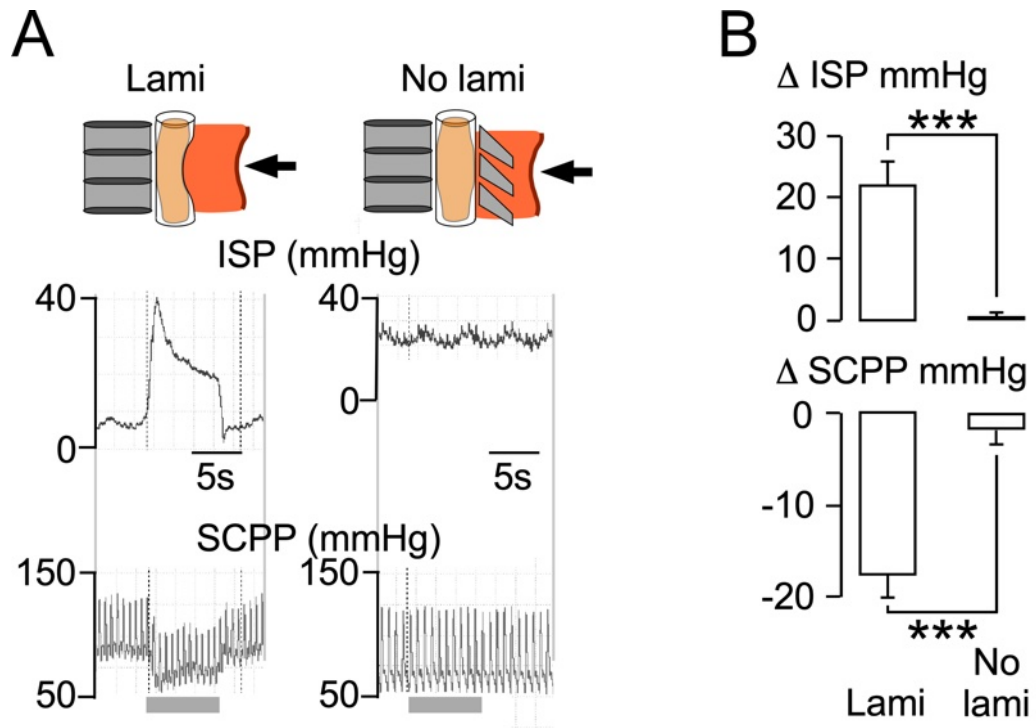 A
Lami
No lami
ISP (mmHg)
40
0
5s
40
0
5s
SCPP (mmHg)
150
50
150
50
B
Δ ISP mmHg
30
20
10
0
***
Δ SCPP mmHg
0
-10
-20
***
Lami
No
lami